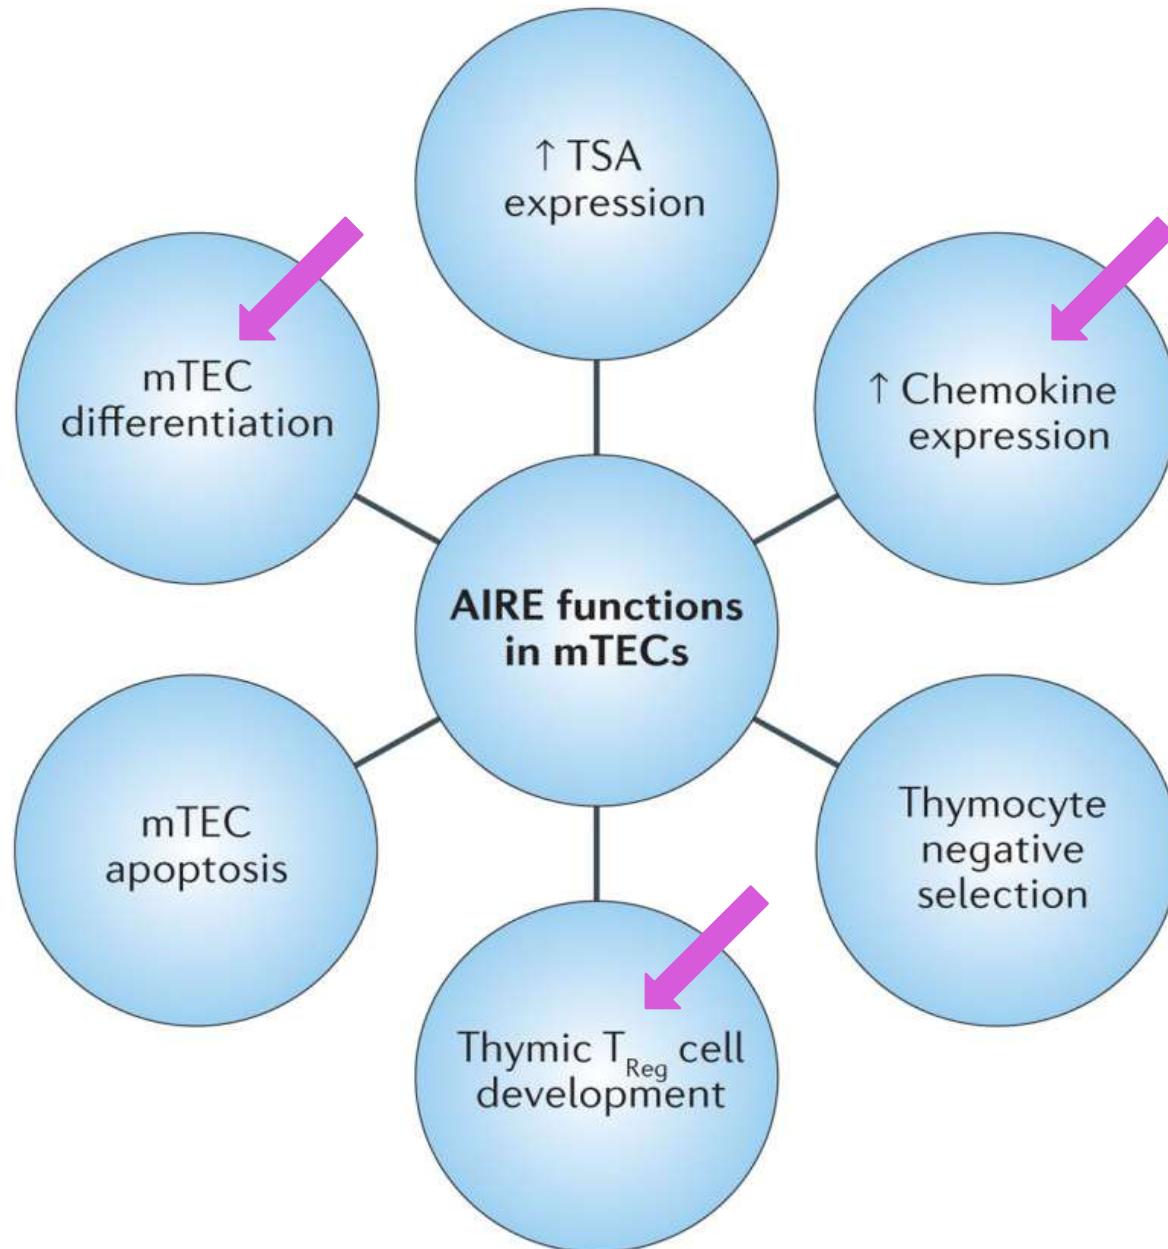 ↑ TSA
expression
mTEC
differentiation
↑ Chemokine
expression
AIRE functions
in mTECs
mTEC
apoptosis
Thymocyte
negative
selection
Thymic TReg cell
development